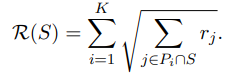 $$\mathcal{R}(S) = \sum_{i=1}^{K} \sqrt{\sum_{j \in P_i \cap S} r_j}.$$